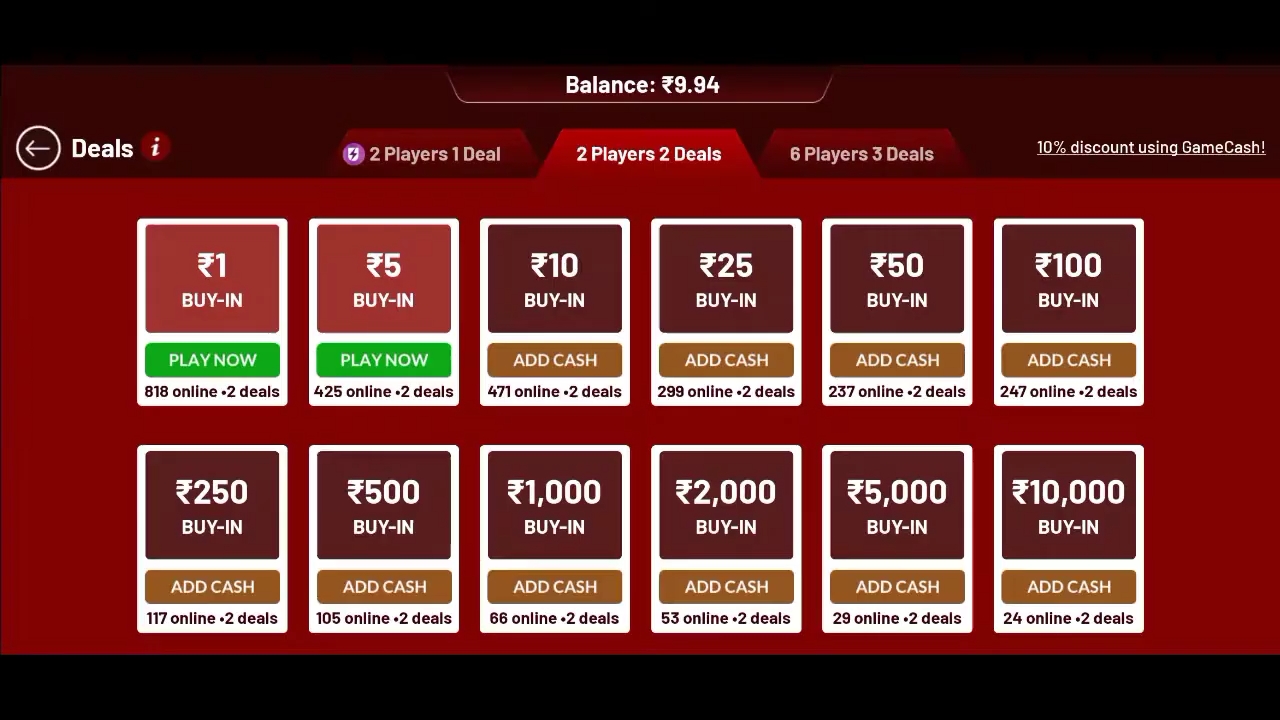 Balance: ₹9.94
Deals i
2 Players 1 Deal
2 Players 2 Deals
6 Players 3 Deals
10% discount using GameCash!
₹1
BUY-IN
PLAY NOW
818 online •2 deals
₹5
BUY-IN
PLAY NOW
425 online •2 deals
₹10
BUY-IN
ADD CASH
471 online •2 deals
₹25
BUY-IN
ADD CASH
299 online •2 deals
₹50
BUY-IN
ADD CASH
237 online •2 deals
₹100
BUY-IN
ADD CASH
247 online •2 deals
₹250
BUY-IN
ADD CASH
117 online •2 deals
₹500
BUY-IN
ADD CASH
105 online •2 deals
₹1,000
BUY-IN
ADD CASH
66 online •2 deals
₹2,000
BUY-IN
ADD CASH
53 online •2 deals
₹5,000
BUY-IN
ADD CASH
29 online •2 deals
₹10,000
BUY-IN
ADD CASH
24 online •2 deals